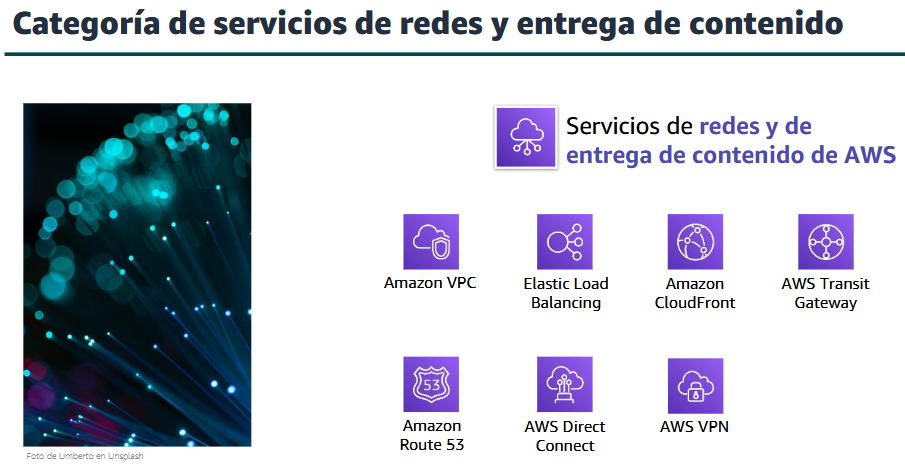 Categoría de servicios de redes y entrega de contenido
Servicios de redes y de
entrega de contenido de AWS
Amazon VPC
Elastic Load
Balancing
Amazon
CloudFront
AWS Transit
Gateway
53
Amazon
Route 53
AWS Direct
Connect
AWS VPN
Foto de Umberto en Unsplash